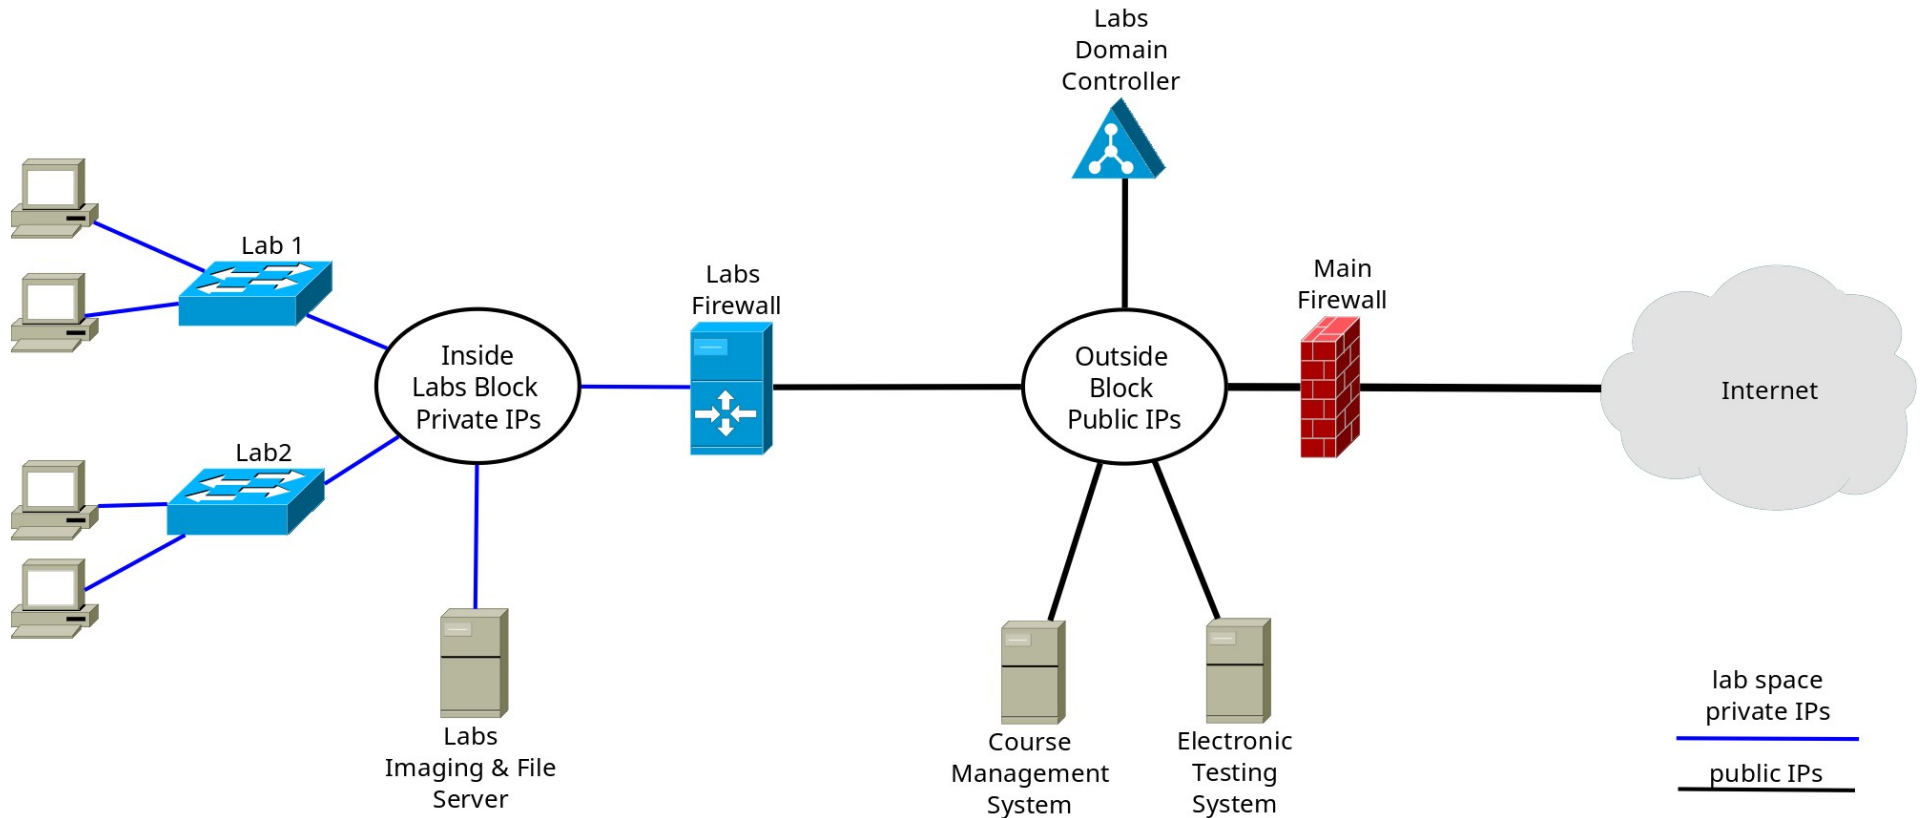 Labs
Domain
Controller
Lab 1
Labs
Firewall
Main
Firewall
Inside
Labs Block
Private IPs
Outside
Block
Public IPs
Internet
Lab2
Labs
Imaging & File
Server
Course
Management
System
Electronic
Testing
System
lab space
private IPs
public IPs